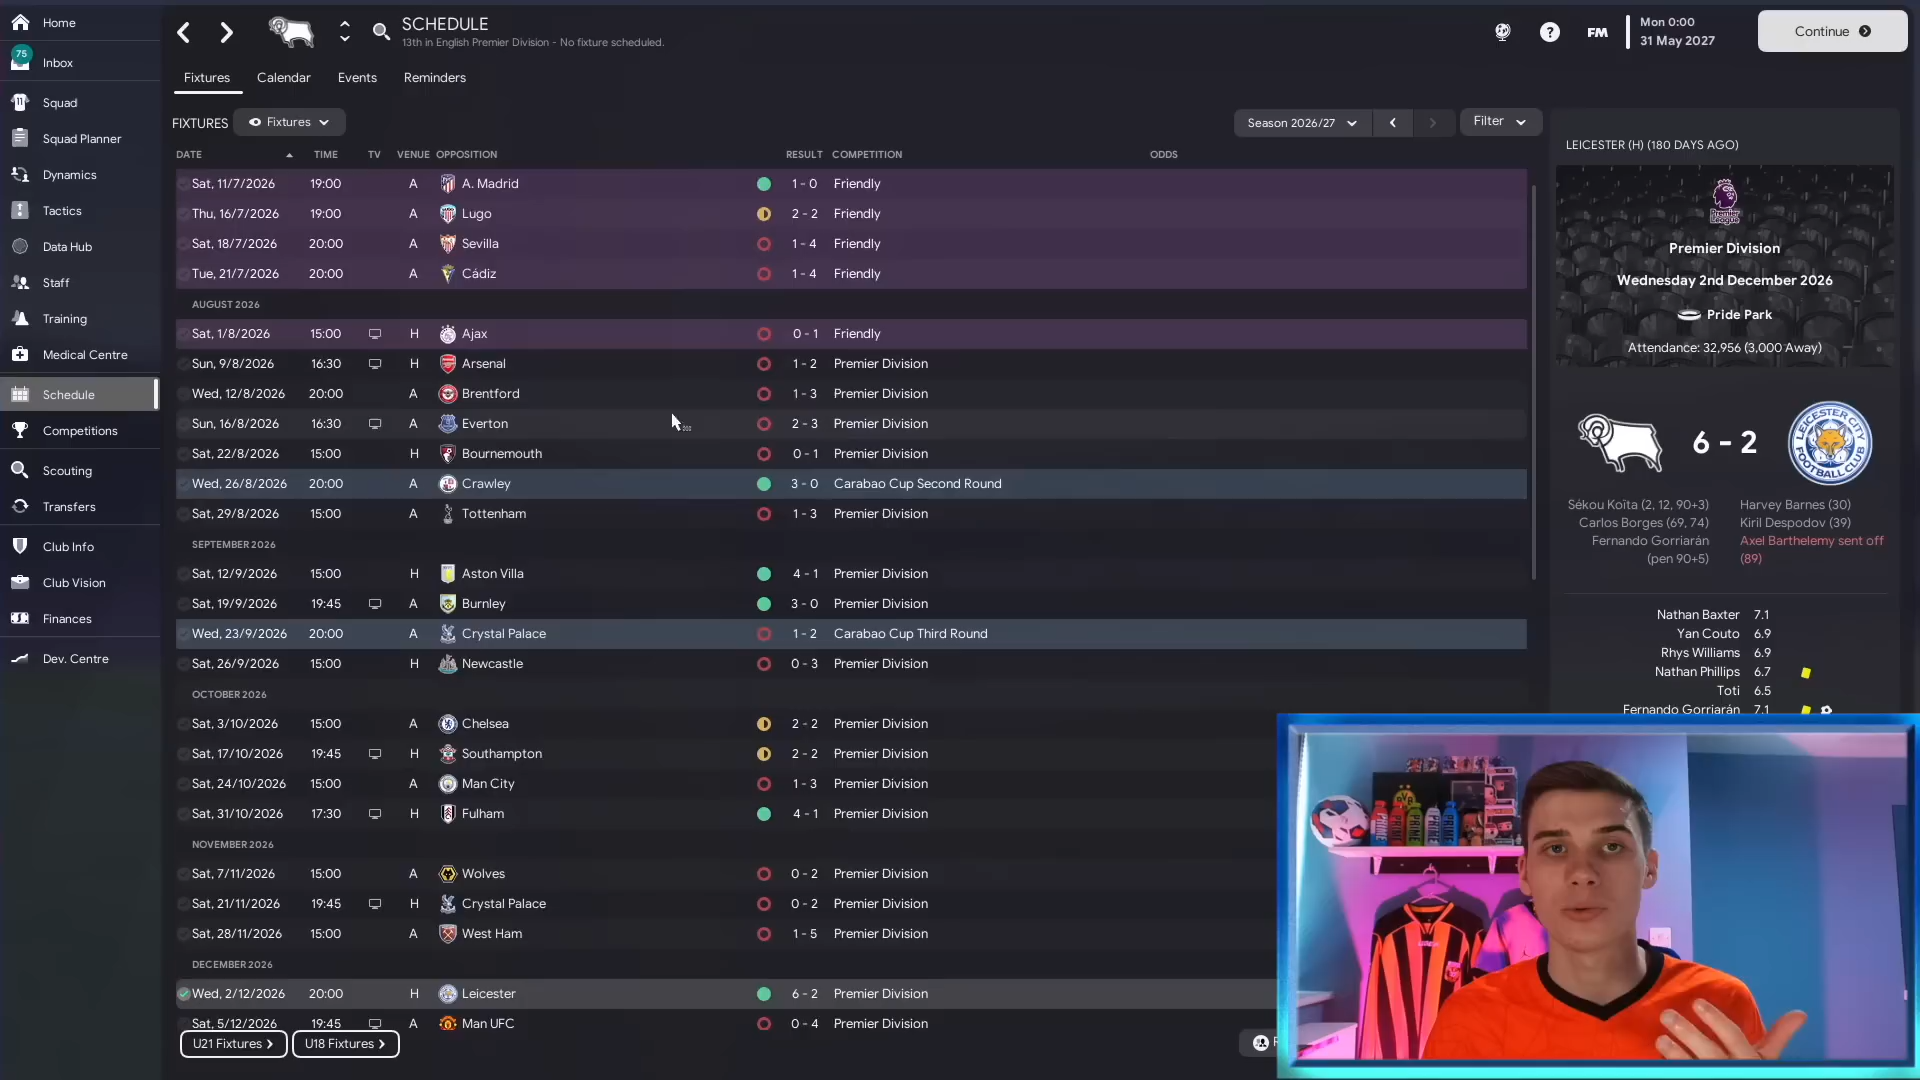 Home
75
Inbox
Squad
Squad Planner
Dynamics
Tactics
Data Hub
Staff
Training
Medical Centre
Schedule
Competitions
Scouting
Transfers
Club Info
Club Vision
Finances
Dev. Centre
SCHEDULE
13th in English Premier Division - No fixture scheduled.
FM
Mon 0:00
31 May 2027
Continue
Fixtures Calendar Events Reminders
FIXTURES Fixtures
Season 2026/27 Filter
DATE TIME TV VENUE OPPOSITION RESULT COMPETITION ODDS
Sat, 11/7/2026 19:00 A A. Madrid 1 - 0 Friendly
Thu, 16/7/2026 19:00 A Lugo 2 - 2 Friendly
Sat, 18/7/2026 20:00 A Sevilla 1 - 4 Friendly
Tue, 21/7/2026 20:00 A Cádiz 1 - 4 Friendly
AUGUST 2026
Sat, 1/8/2026 15:00 H Ajax 0 - 1 Friendly
Sun, 9/8/2026 16:30 H Arsenal 1 - 2 Premier Division
Wed, 12/8/2026 20:00 A Brentford 1 - 3 Premier Division
Sun, 16/8/2026 16:30 A Everton 2 - 3 Premier Division
Sat, 22/8/2026 15:00 H Bournemouth 0 - 1 Premier Division
Wed, 26/8/2026 20:00 A Crawley 3 - 0 Carabao Cup Second Round
Sat, 29/8/2026 15:00 A Tottenham 1 - 3 Premier Division
SEPTEMBER 2026
Sat, 12/9/2026 15:00 H Aston Villa 4 - 1 Premier Division
Sat, 19/9/2026 19:45 A Burnley 3 - 0 Premier Division
Wed, 23/9/2026 20:00 A Crystal Palace 1 - 2 Carabao Cup Third Round
Sat, 26/9/2026 15:00 H Newcastle 0 - 3 Premier Division
OCTOBER 2026
Sat, 3/10/2026 15:00 A Chelsea 2 - 2 Premier Division
Sat, 17/10/2026 19:45 H Southampton 2 - 2 Premier Division
Sat, 24/10/2026 15:00 A Man City 1 - 3 Premier Division
Sat, 31/10/2026 17:30 H Fulham 4 - 1 Premier Division
NOVEMBER 2026
Sat, 7/11/2026 15:00 A Wolves 0 - 2 Premier Division
Sat, 21/11/2026 19:45 H Crystal Palace 0 - 2 Premier Division
Sat, 28/11/2026 15:00 A West Ham 1 - 5 Premier Division
DECEMBER 2026
Wed, 2/12/2026 20:00 H Leicester 6 - 2 Premier Division
Sat, 5/12/2026 19:45 A Man UFC 0 - 4 Premier Division
U21 Fixtures U18 Fixtures
LEICESTER (H) (180 DAYS AGO)
Premier League
Premier Division
Wednesday 2nd December 2026
Pride Park
Attendance: 32,956 (3,000 Away)
6 - 2
LEICESTER CITY
FOOTBALL CLUB
Sékou Koïta (2, 12, 90+3)
Carlos Borges (69, 74)
Fernando Gorriarán
(pen 90+5)
Harvey Barnes (30)
Kiril Despodov (39)
Axel Barthelemy sent off
(89)
Nathan Baxter 7.1
Yan Couto 6.9
Rhys Williams 6.9
Nathan Phillips 6.7
Toti 6.5
Fernando Gorriarán 7.1
BVB
PRIME
PRIME
PRIME
PRIME
PRIME